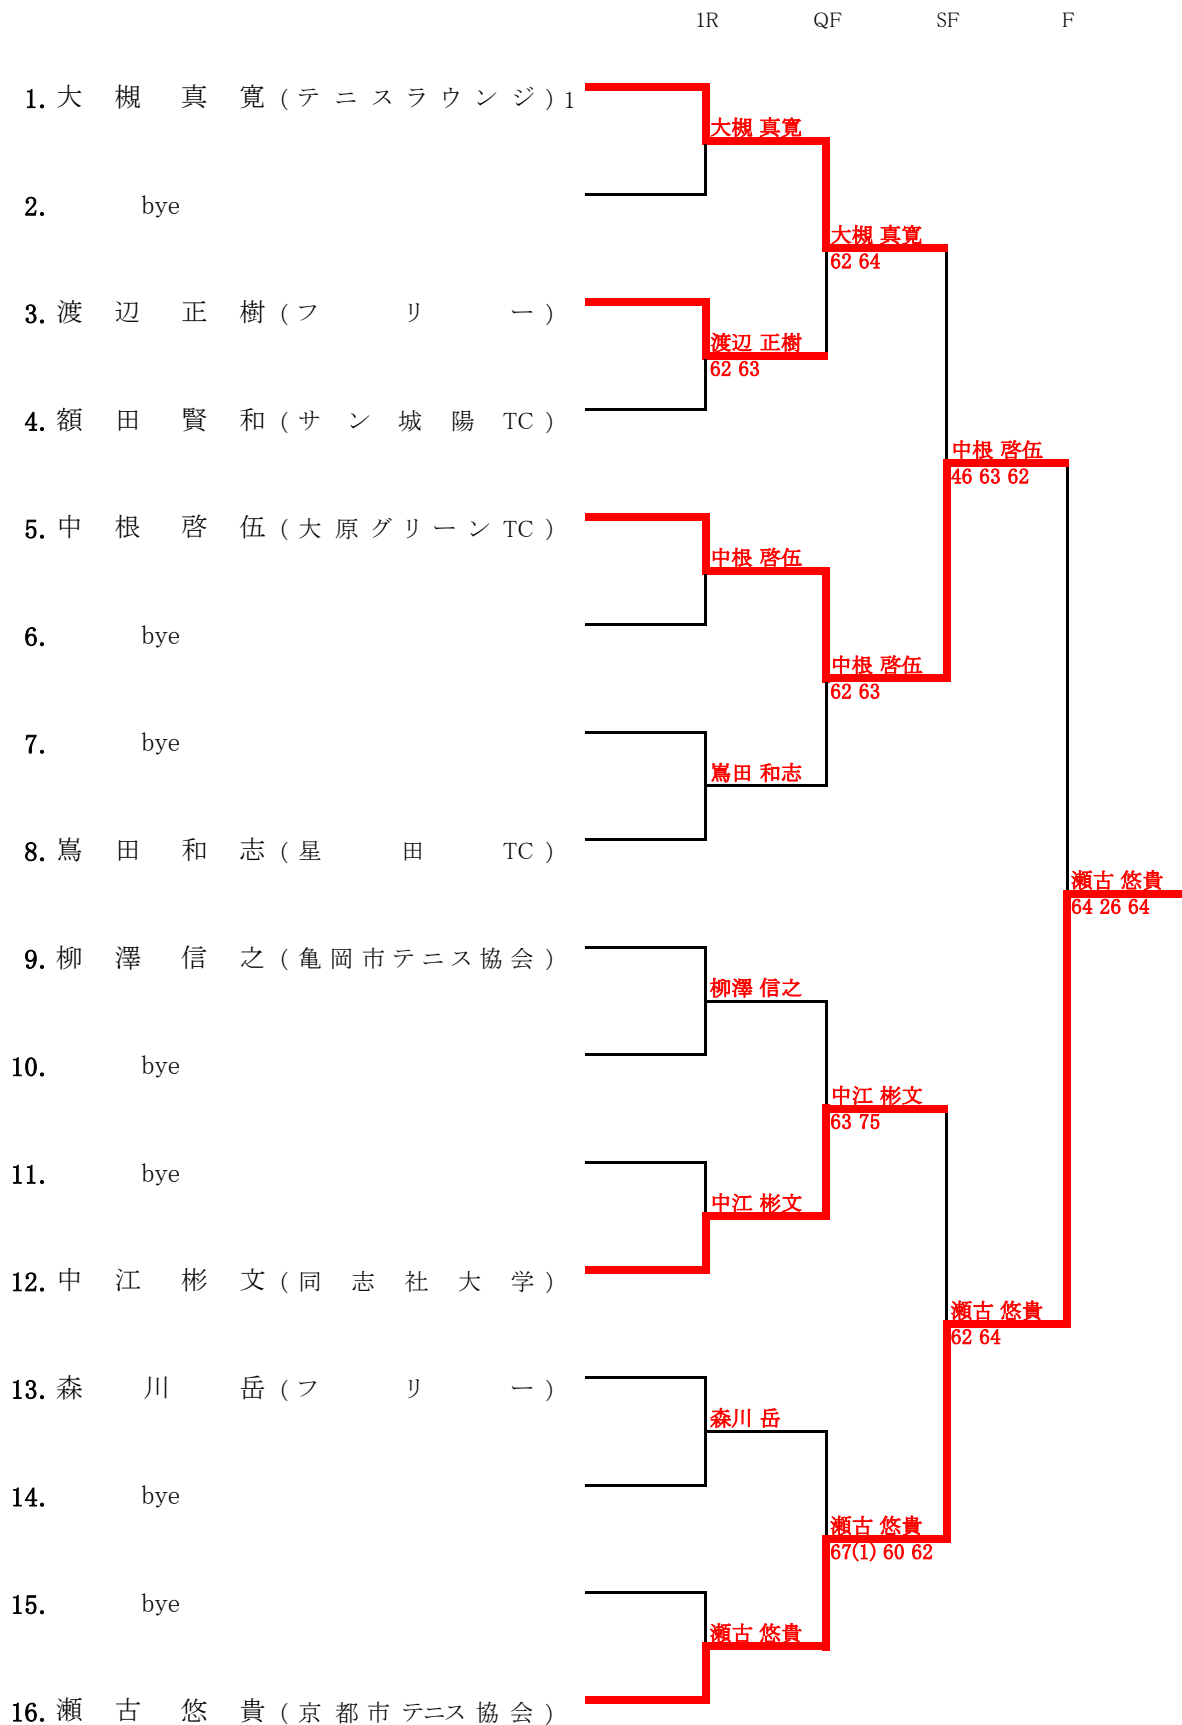 1R QF SF F
1. 大槻 真寛 (テニスラウンジ) 1
大槻 真寛
2. bye
大槻 真寛
62 64
3. 渡辺 正樹 (フリー)
渡辺 正樹
62 63
4. 額田 賢和 (サン城陽TC)
中根 啓伍
46 63 62
5. 中根 啓伍 (大原グリーンTC)
中根 啓伍
6. bye
中根 啓伍
62 63
7. bye
嶌田 和志
8. 嶌田 和志 (星田TC)
瀬古 悠貴
64 26 64
9. 柳澤 信之 (亀岡市テニス協会)
柳澤 信之
10. bye
中江 彬文
63 75
11. bye
中江 彬文
12. 中江 彬文 (同志社大学)
瀬古 悠貴
62 64
13. 森川 岳 (フリー)
森川 岳
14. bye
瀬古 悠貴
67(1) 60 62
15. bye
瀬古 悠貴
16. 瀬古 悠貴 (京都市テニス協会)